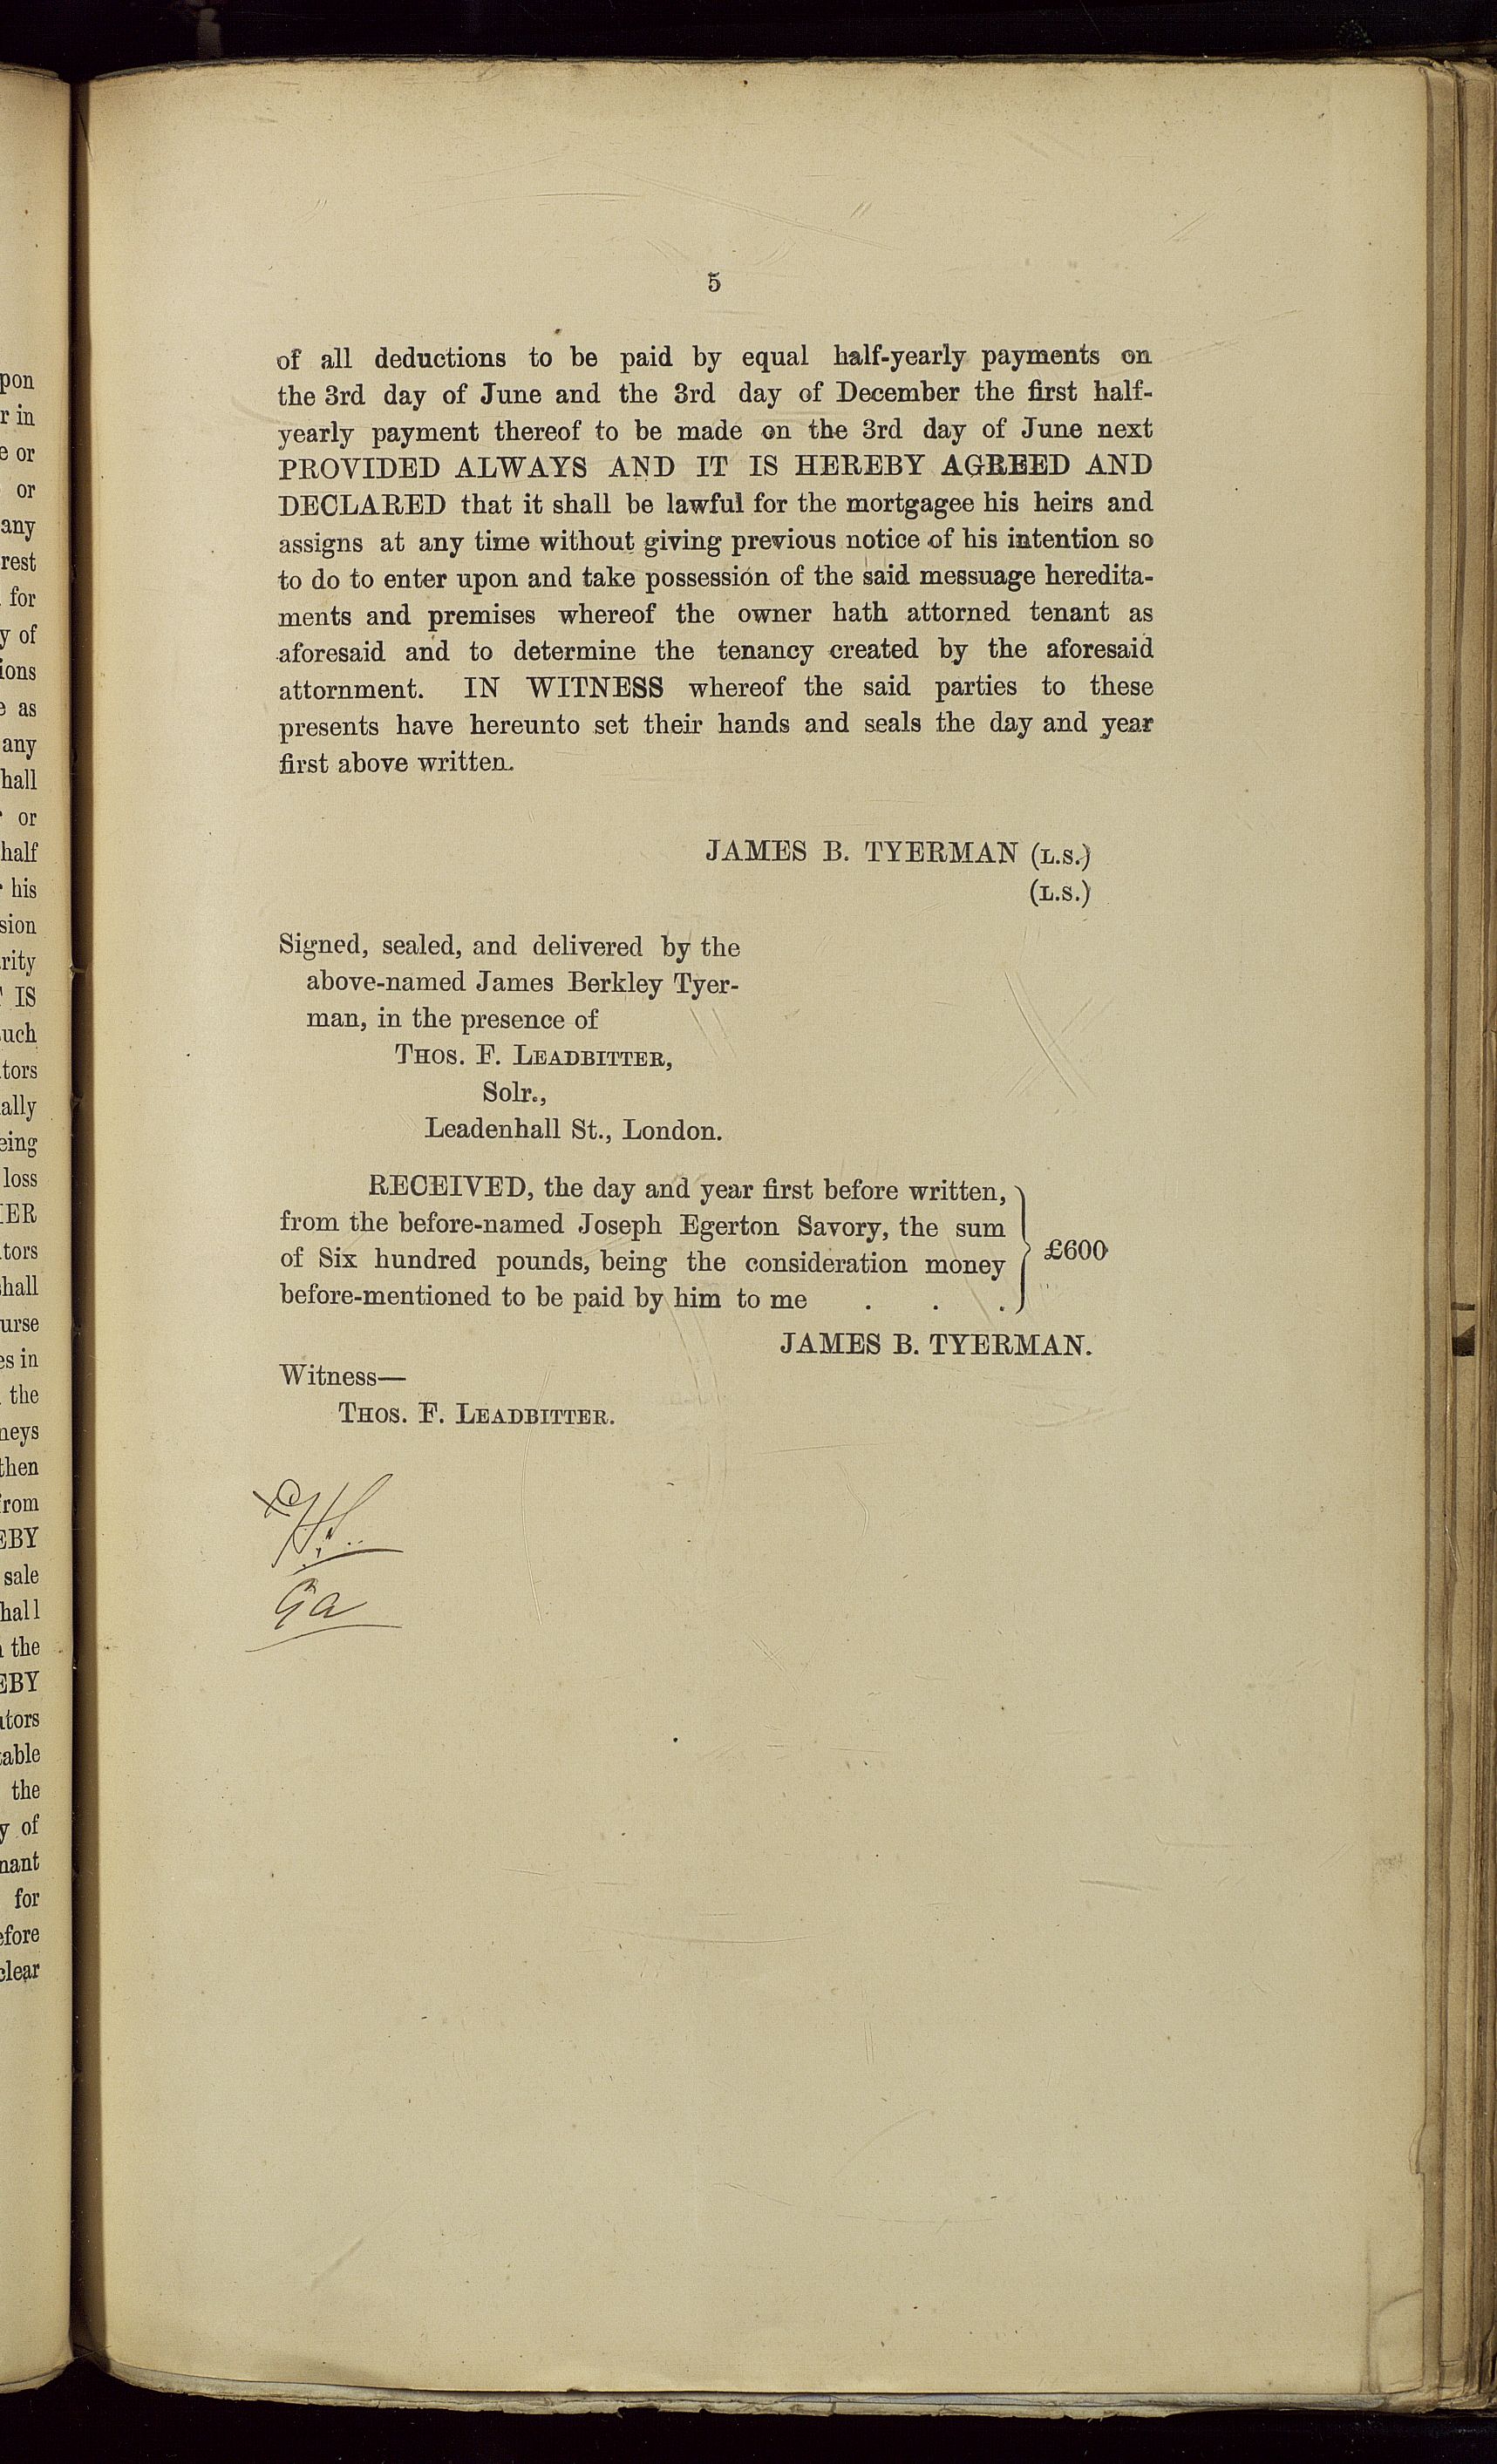 5
of all deductions to be paid by equal half-yearly payments on
the 3rd day of June and the 3rd day of December the first half-
yearly payment thereof to be made on the 3rd day of June next
PROVIDED ALWAYS AND IT IS HEREBY AGREED AND
DECLARED that it shall be lawful for the mortgagee his heirs and
assigns at any time without giving previous notice of his intention so
to do to enter upon and take possession of the said messuage heredita-
ments and premises whereof the owner hath attorned tenant as
aforesaid and to determine the tenancy created by the aforesaid
attornment. IN WITNESS whereof the said parties to these
presents have hereunto set their hands and seals the day and year
first above written.
JAMES B. TYERMAN (L.S.)
(L.S.)
Signed, sealed, and delivered by the
above-named James Berkley Tyer-
man, in the presence of
THOS. F. LEADBITTER,
Solr.,
Leadenhall St., London.
RECEIVED, the day and year first before written,
from the before-named Joseph Egerton Savory, the sum
of Six hundred pounds, being the consideration money
before-mentioned to be paid by him to me . . .
£600
JAMES B. TYERMAN.
Witness—
THOS. F. LEADBITTER.